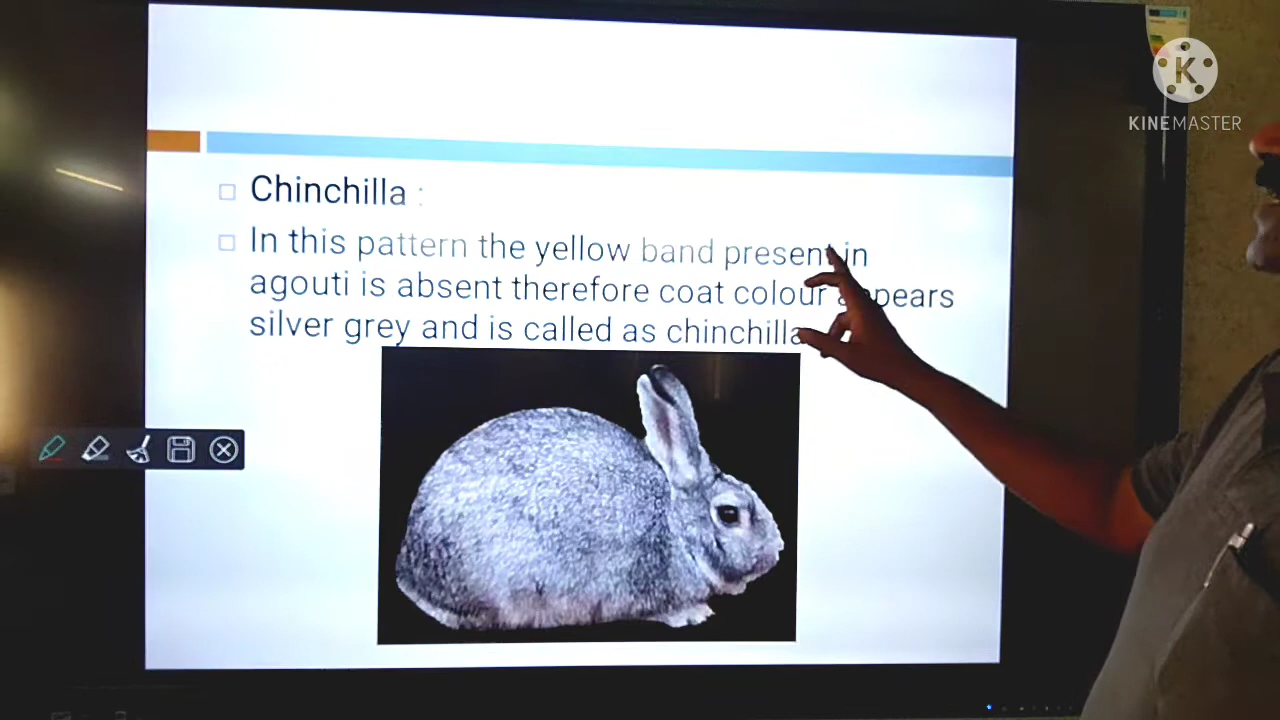 KINEMASTER
Chinchilla :
In this pattern the yellow band present in
agouti is absent therefore coat colour appears
silver grey and is called as chinchilla